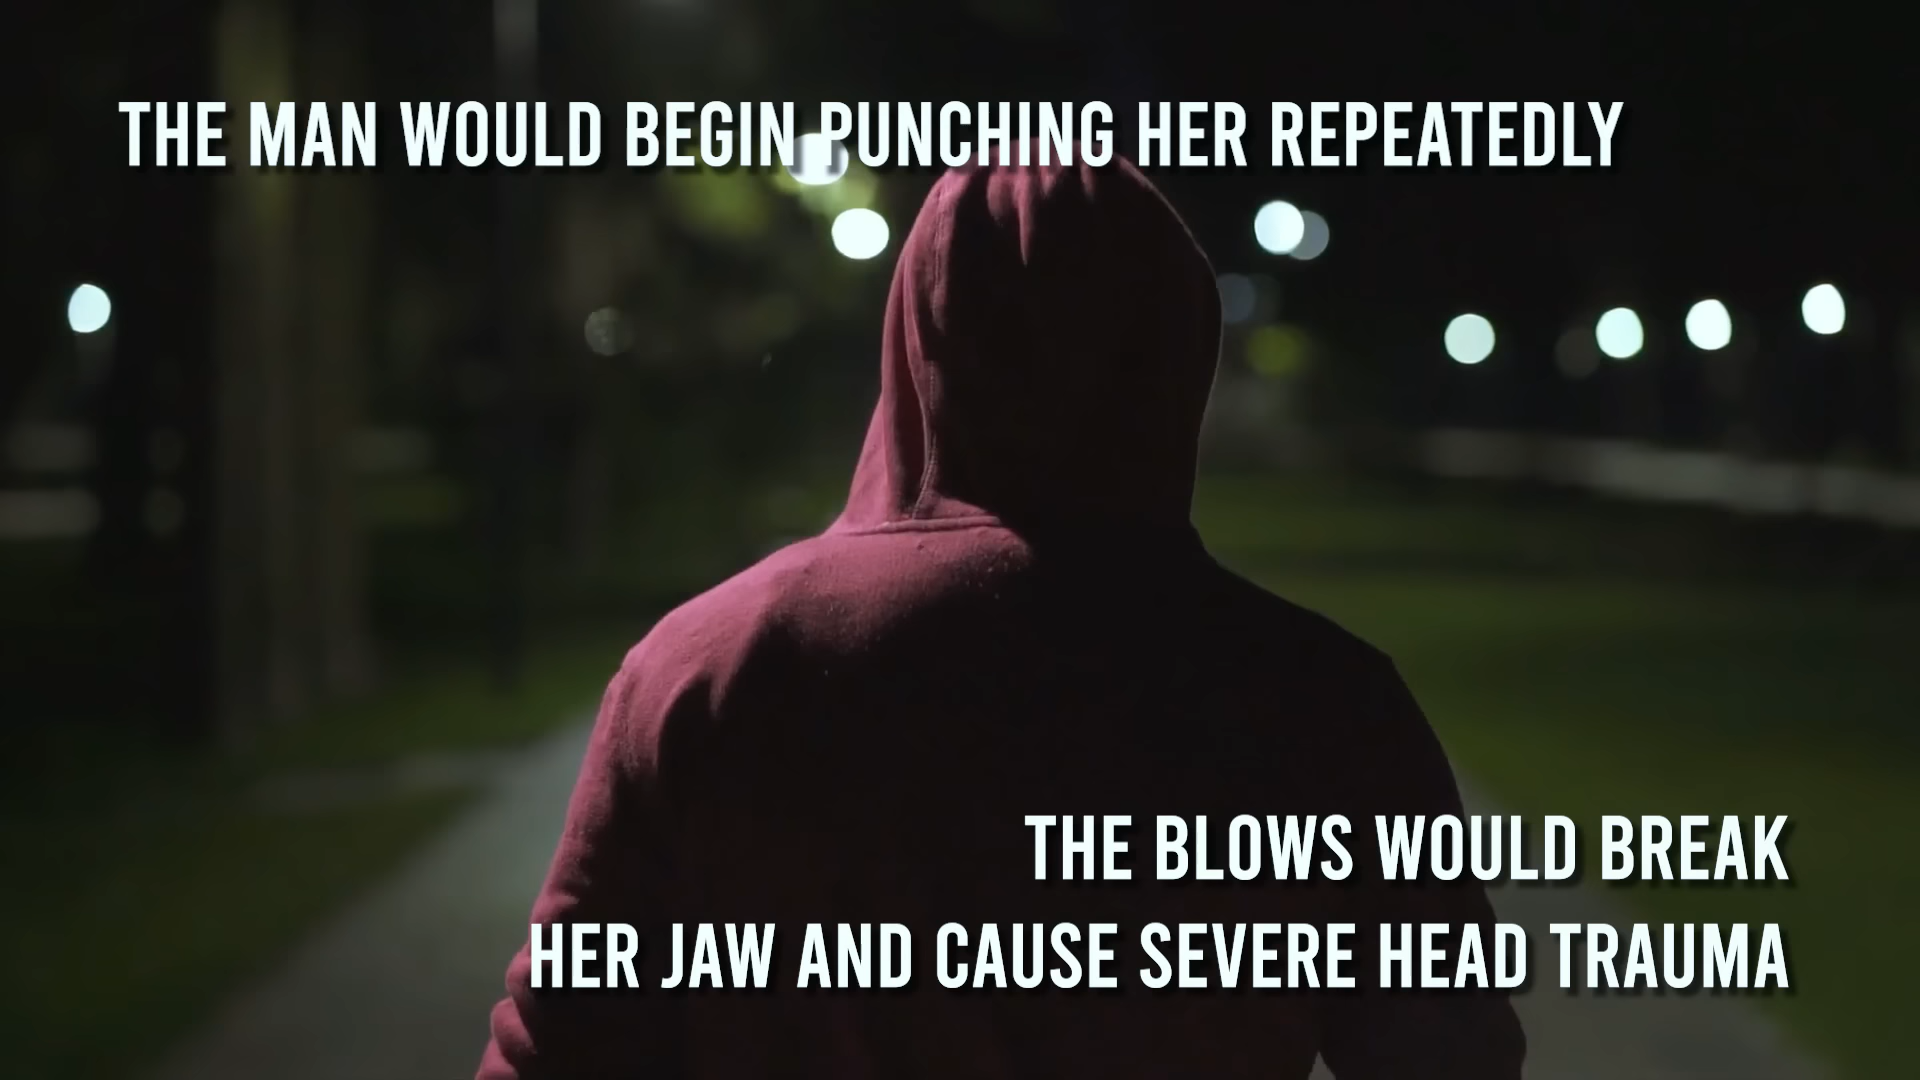 THE MAN WOULD BEGIN PUNCHING HER REPEATEDLY
THE BLOWS WOULD BREAK
HER JAW AND CAUSE SEVERE HEAD TRAUMA